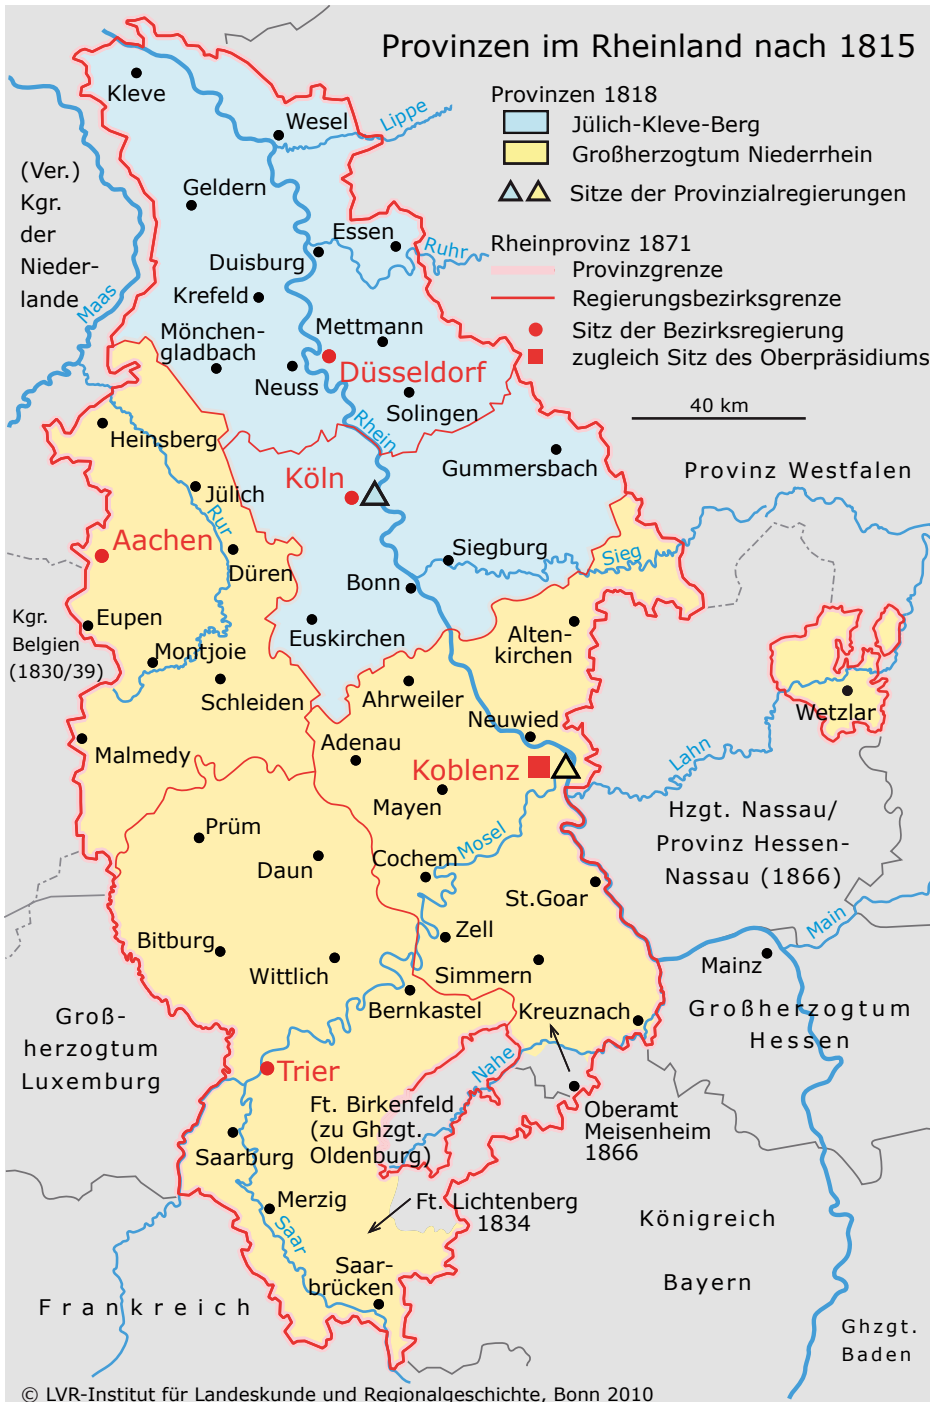 Provinzen im Rheinland nach 1815
Provinzen 1818
Jülich-Kleve-Berg
Großherzogtum Niederrhein
Sitze der Provinzialregierungen
Rheinprovinz 1871
Provinzgrenze
Regierungsbezirksgrenze
Sitz der Bezirksregierung
zugleich Sitz des Oberpräsidiums
40 km
Kleve
Wesel
Lippe
(Ver.)
Kgr.
der
Nieder-
lande
Maas
Geldern
Essen
Ruhr
Duisburg
Krefeld
Mönchen-
gladbach
Mettmann
Neuss
Düsseldorf
Solingen
Rhein
Heinsberg
Gummersbach
Provinz Westfalen
Köln
Jülich
Rur
Aachen
Düren
Siegburg
Sieg
Bonn
Kgr.
Belgien
(1830/39)
Eupen
Euskirchen
Alten-
kirchen
Montjoie
Schleiden
Ahrweiler
Wetzlar
Neuwied
Malmedy
Adenau
Lahn
Koblenz
Mayen
Hzgt. Nassau/
Provinz Hessen-
Nassau (1866)
Prüm
Daun
Cochem
Mosel
St.Goar
Main
Bitburg
Wittlich
Zell
Simmern
Mainz
Bernkastel
Kreuznach
Großherzogtum
Hessen
Groß-
herzogtum
Luxemburg
Trier
Nahe
Ft. Birkenfeld
(zu Ghzgt.
Oldenburg)
Oberamt
Meisenheim
1866
Saarburg
Merzig
Saar
Ft. Lichtenberg
1834
Königreich
Bayern
Saar-
brücken
Frankreich
Ghzgt.
Baden
© LVR-Institut für Landeskunde und Regionalgeschichte, Bonn 2010